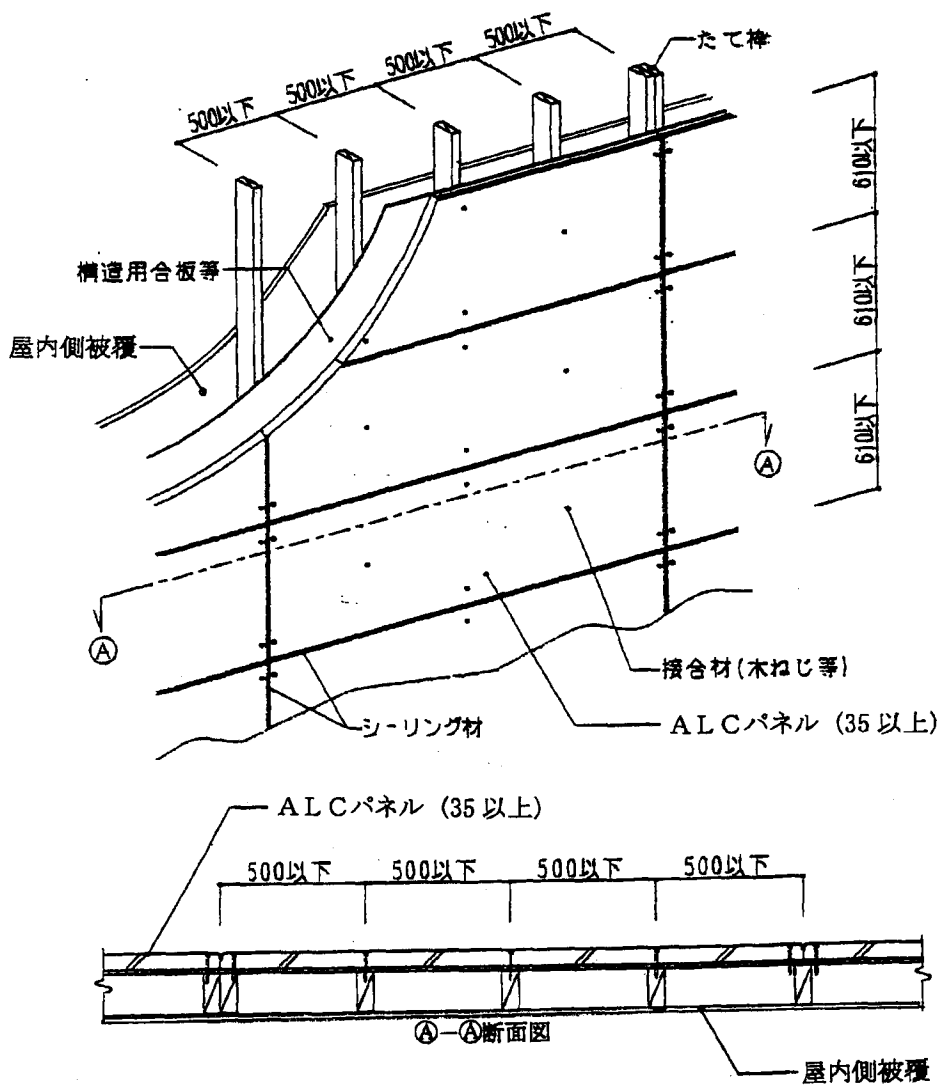 500以下
500以下
500以下
500以下
たて枠
610以下
610以下
610以下
構造用合板等
屋内側被覆
Ⓐ
Ⓐ
接合材(木ねじ等)
ALCパネル (35以上)
シーリング材
ALCパネル (35以上)
500以下
500以下
500以下
500以下
Ⓐ-Ⓐ断面図
屋内側被覆